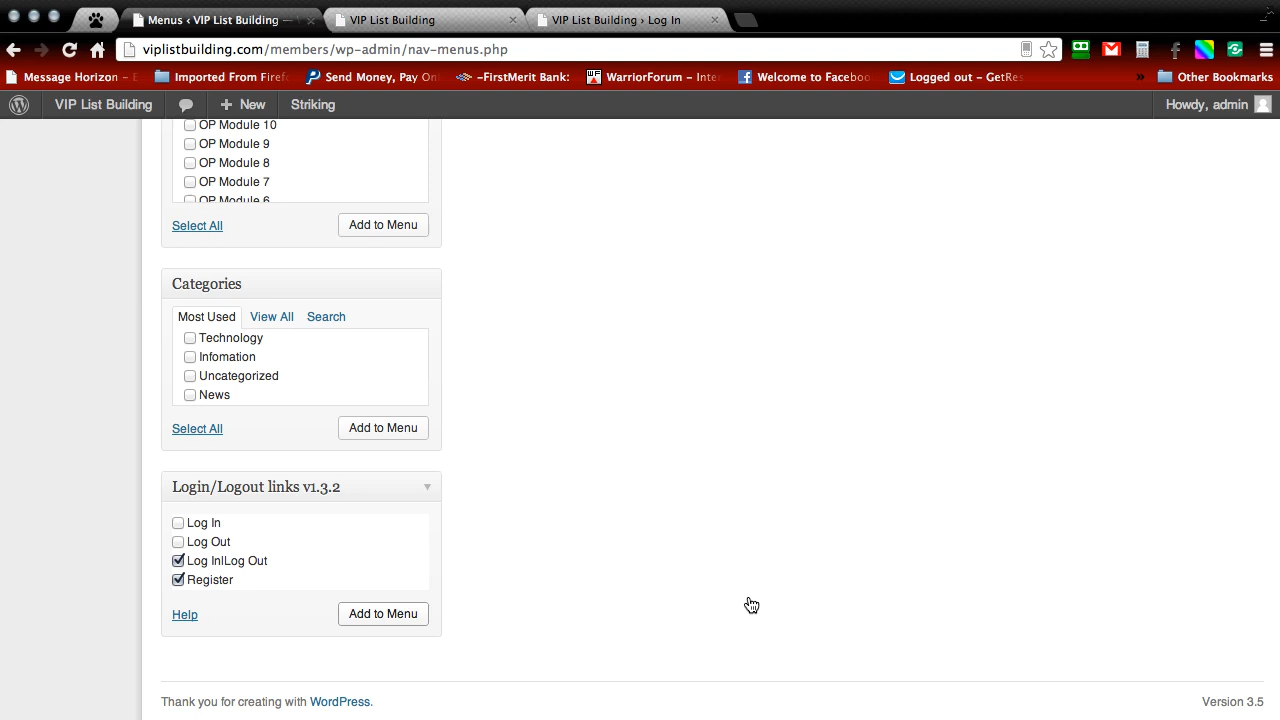 Menus ‹ VIP List Building —
VIP List Building
VIP List Building › Log In
viplistbuilding.com/members/wp-admin/nav-menus.php
Message Horizon – E
Imported From Firef
Send Money, Pay On
–FirstMerit Bank:
WarriorForum – Inte
Welcome to Faceboo
Logged out – GetRes
»
Other Bookmarks
VIP List Building
+ New
Striking
Howdy, admin
OP Module 10
OP Module 9
OP Module 8
OP Module 7
OP Module 6
Select All
Add to Menu
Categories
Most Used
View All
Search
Technology
Infomation
Uncategorized
News
Select All
Add to Menu
Login/Logout links v1.3.2
Log In
Log Out
Log In|Log Out
Register
Help
Add to Menu
Thank you for creating with WordPress.
Version 3.5